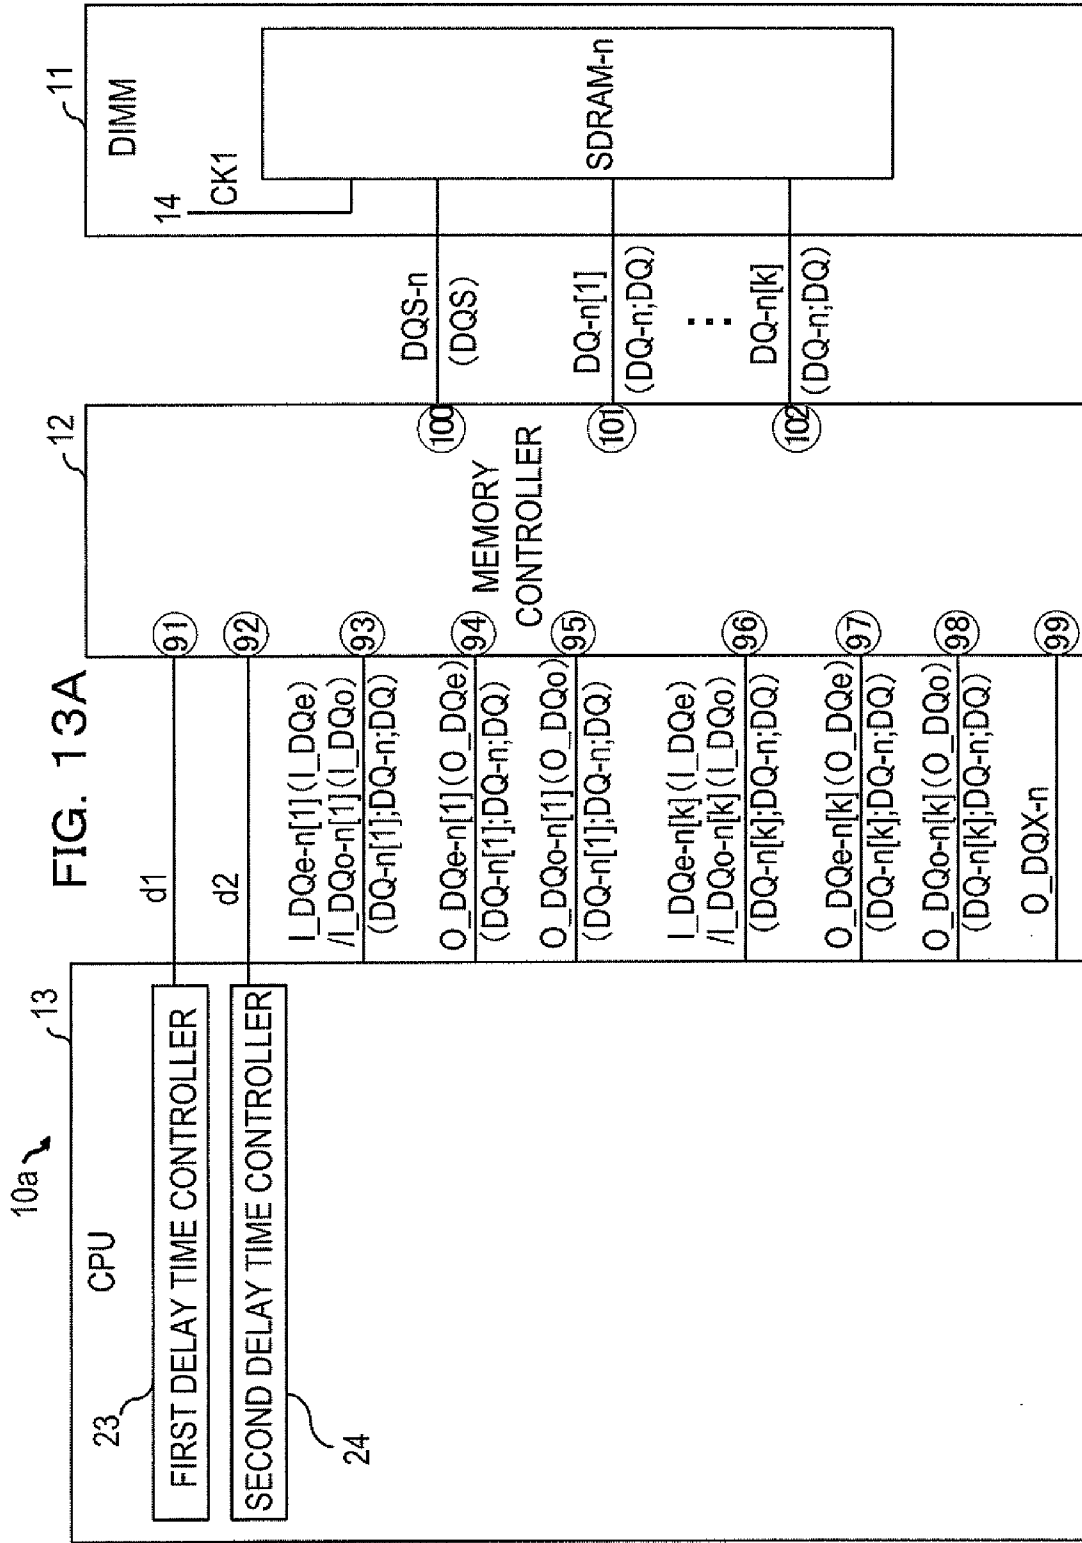 FIG. 13A
10a
13
CPU
23
FIRST DELAY TIME CONTROLLER
SECOND DELAY TIME CONTROLLER
24
d1
d2
I_DQe-n[1](I_DQe)
/I_DQo-n[1](I_DQo)
(DQ-n[1];DQ-n;DQ)
O_DQe-n[1](O_DQe)
(DQ-n[1];DQ-n;DQ)
O_DQo-n[1](O_DQo)
(DQ-n[1];DQ-n;DQ)
I_DQe-n[k](I_DQe)
/I_DQo-n[k](I_DQo)
(DQ-n[k];DQ-n;DQ)
O_DQe-n[k](O_DQe)
(DQ-n[k];DQ-n;DQ)
O_DQo-n[k](O_DQo)
(DQ-n[k];DQ-n;DQ)
O_DQX-n
91
92
93
94
95
96
97
98
99
12
MEMORY
CONTROLLER
100
101
102
DQS-n
(DQS)
DQ-n[1]
(DQ-n;DQ)
...
DQ-n[k]
(DQ-n;DQ)
11
DIMM
14
CK1
SDRAM-n